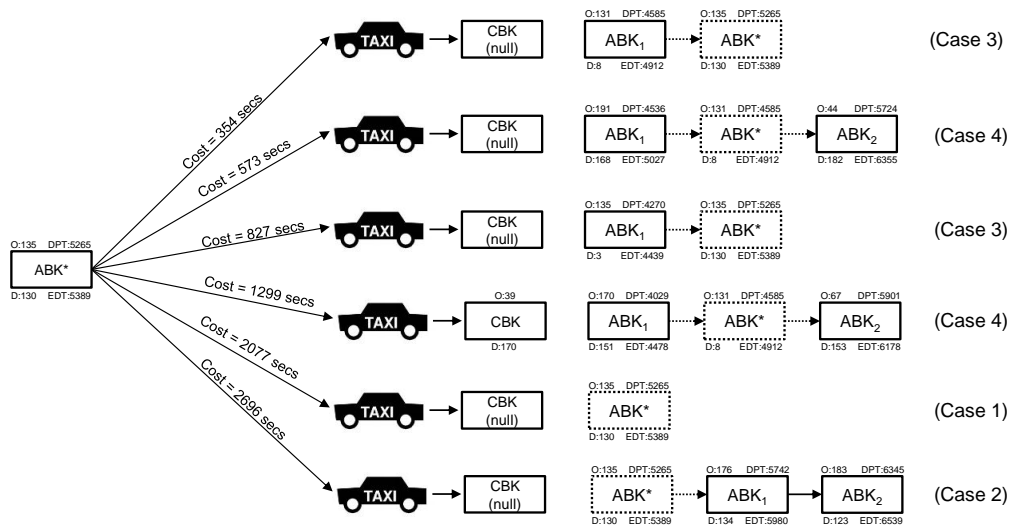 O:131 DPT:4585 O:135 DPT:5265
TAXI CBK (null) ABK1 ABK* (Case 3)
D:8 EDT:4912 D:130 EDT:5389
Cost = 354 secs
O:191 DPT:4536 O:131 DPT:4585 O:44 DPT:5724
TAXI CBK (null) ABK1 ABK* ABK2 (Case 4)
D:168 EDT:5027 D:8 EDT:4912 D:182 EDT:6355
Cost = 573 secs
O:135 DPT:4270 O:135 DPT:5265
TAXI CBK (null) ABK1 ABK* (Case 3)
D:3 EDT:4439 D:130 EDT:5389
Cost = 827 secs
O:135 DPT:5265
ABK*
D:130 EDT:5389
Cost = 1299 secs
O:39 O:170 DPT:4029 O:131 DPT:4585 O:67 DPT:5901
TAXI CBK ABK1 ABK* ABK2 (Case 4)
D:170 D:151 EDT:4478 D:8 EDT:4912 D:153 EDT:6178
Cost = 2077 secs
O:135 DPT:5265
TAXI CBK (null) ABK* (Case 1)
D:130 EDT:5389
Cost = 2696 secs
O:135 DPT:5265 O:176 DPT:5742 O:183 DPT:6345
TAXI CBK (null) ABK* ABK1 ABK2 (Case 2)
D:130 EDT:5389 D:134 EDT:5980 D:123 EDT:6539